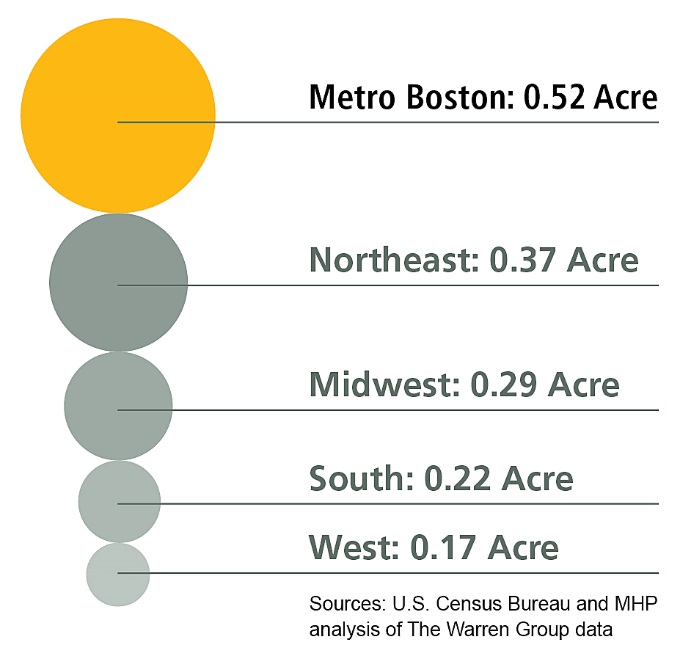 Metro Boston: 0.52 Acre
Northeast: 0.37 Acre
Midwest: 0.29 Acre
South: 0.22 Acre
West: 0.17 Acre
Sources: U.S. Census Bureau and MHP
analysis of The Warren Group data